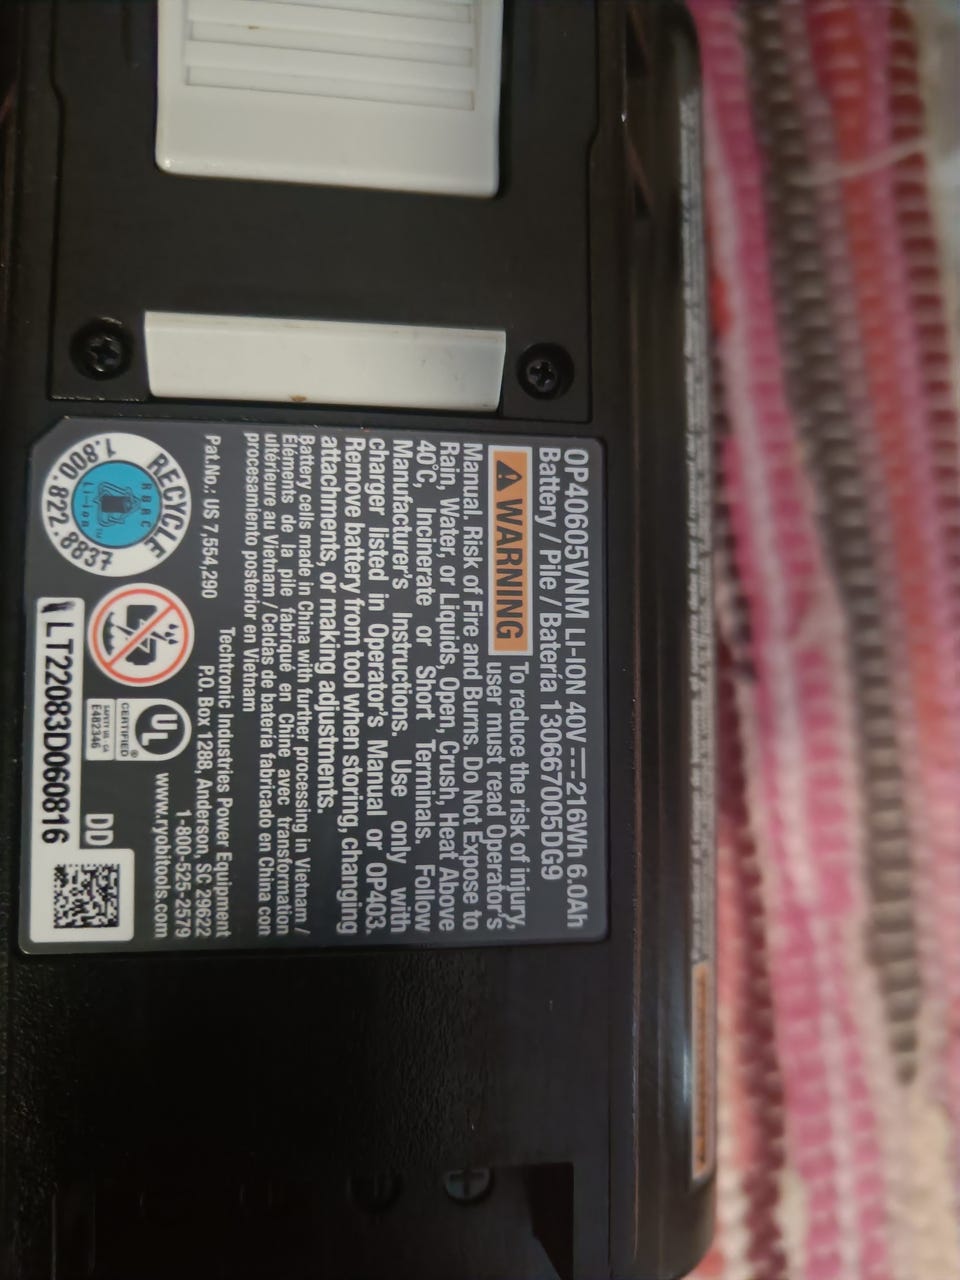 OP40605VNM LI-ION 40V⎓216Wh 6.0Ah
Battery / Pile / Batería 130667005DG9
⚠ WARNING To reduce the risk of injury,
user must read Operator's
Manual. Risk of Fire and Burns. Do Not Expose to
Rain, Water, or Liquids, Open, Crush, Heat Above
40°C, Incinerate or Short Terminals. Follow
Manufacturer's Instructions. Use only with
charger listed in Operator's Manual or OP403.
Remove battery from tool when storing, changing
attachments, or making adjustments.
Battery cells made in China with further processing in Vietnam /
Éléments de la pile fabriqué en Chine avec transformation
ultérieure au Vietnam / Celdas de batería fabricado en China con
procesamiento posterior en Vietnam
Pat.No.: US 7,554,290
Techtronic Industries Power Equipment
P.O. Box 1288, Anderson, SC 29622
1-800-525-2579
www.ryobitools.com
RECYCLE
RBRC
Li-ion
1.800.822.8837
UL
CERTIFIED
SAFETY US-CA
E482346
DD
LT22083D060816